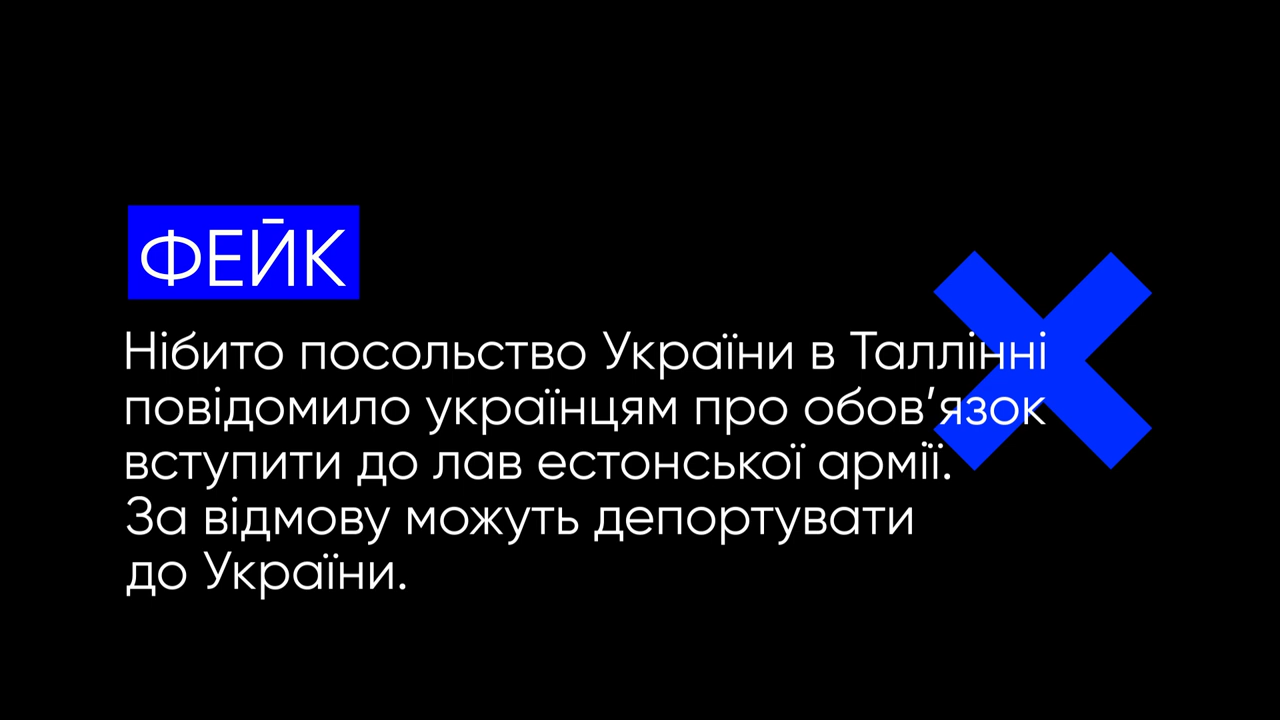 ФЕЙК
Нібито посольство України в Таллінні
повідомило українцям про обов’язок
вступити до лав естонської армії.
За відмову можуть депортувати
до України.